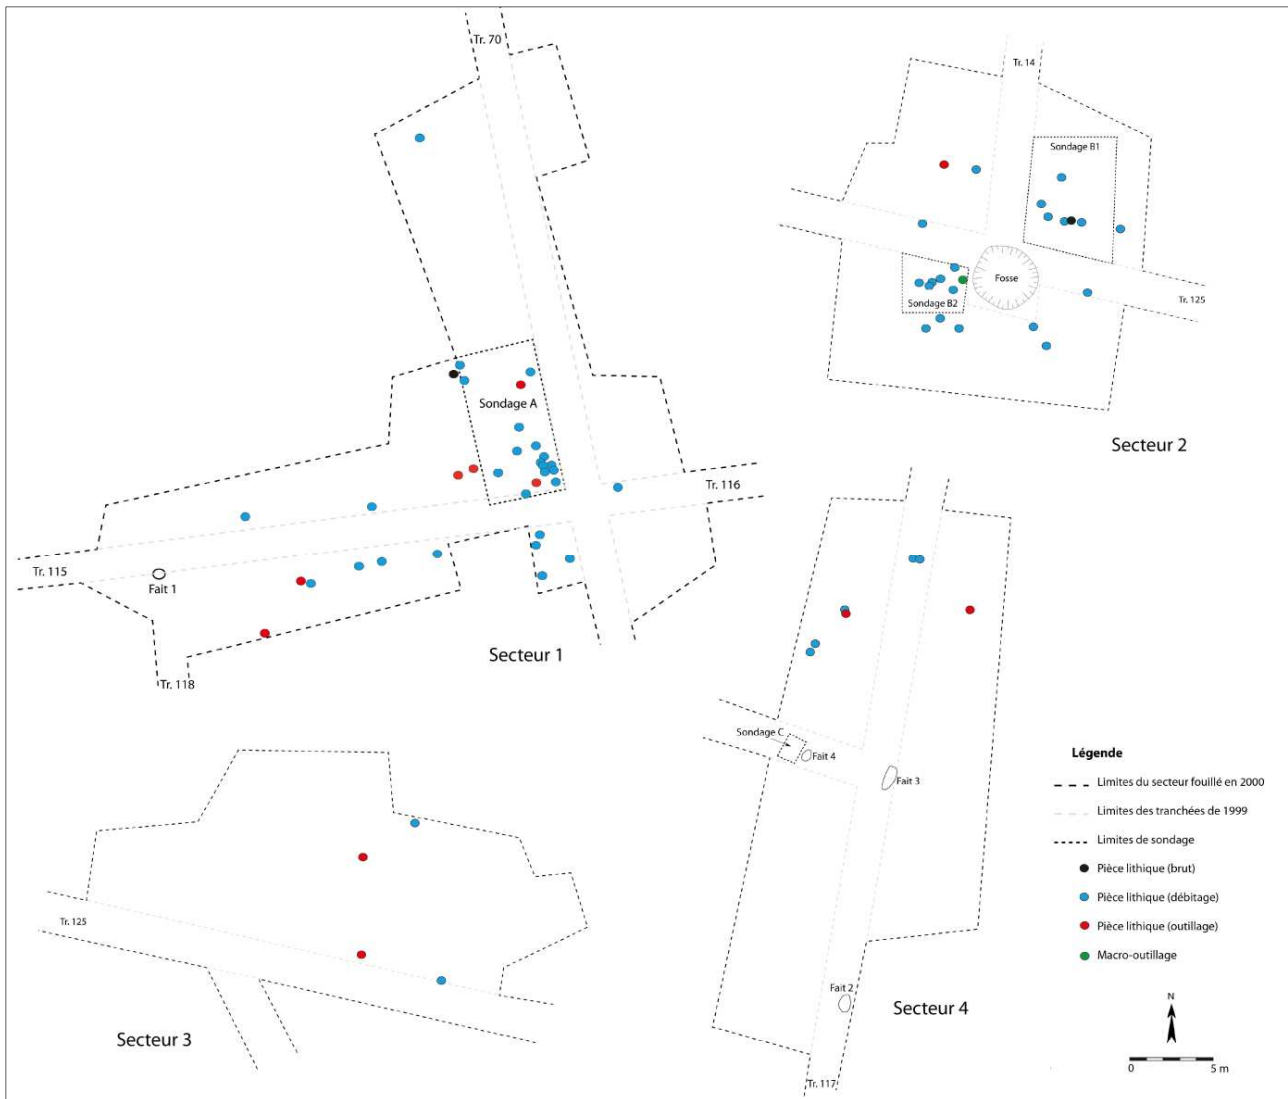 Tr. 70
Sondage A
Tr. 116
Tr. 115
Fait 1
Secteur 1
Tr. 118
Tr. 14
Sondage B1
Fosse
Sondage B2
Tr. 125
Secteur 2
Tr. 125
Secteur 3
Sondage C
Fait 4
Fait 3
Fait 2
Secteur 4
Tr. 117
Légende
Limites du secteur fouillé en 2000
Limites des tranchées de 1999
Limites de sondage
Pièce lithique (brut)
Pièce lithique (débitage)
Pièce lithique (outillage)
Macro-outillage
N
0 5 m